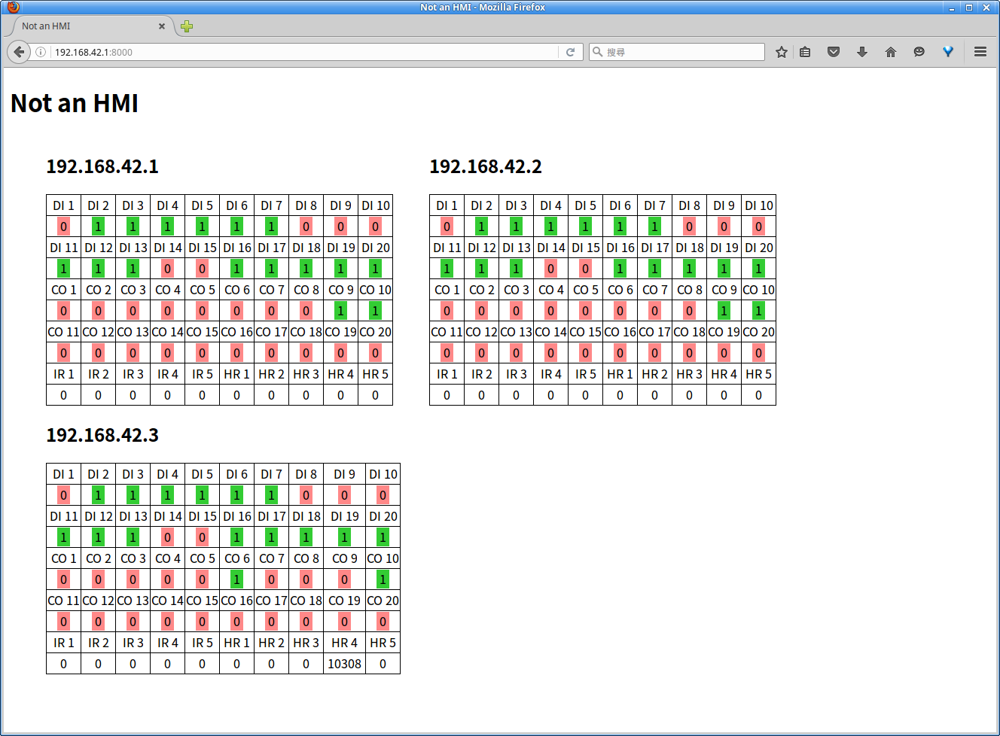 Not an HMI - Mozilla Firefox
Not an HMI
192.168.42.1:8000
搜尋
Not an HMI
192.168.42.1
DI 1 DI 2 DI 3 DI 4 DI 5 DI 6 DI 7 DI 8 DI 9 DI 10
0 1 1 1 1 1 1 0 0 0
DI 11 DI 12 DI 13 DI 14 DI 15 DI 16 DI 17 DI 18 DI 19 DI 20
1 1 1 0 0 1 1 1 1 1
CO 1 CO 2 CO 3 CO 4 CO 5 CO 6 CO 7 CO 8 CO 9 CO 10
0 0 0 0 0 0 0 0 1 1
CO 11 CO 12 CO 13 CO 14 CO 15 CO 16 CO 17 CO 18 CO 19 CO 20
0 0 0 0 0 0 0 0 0 0
IR 1 IR 2 IR 3 IR 4 IR 5 HR 1 HR 2 HR 3 HR 4 HR 5
0 0 0 0 0 0 0 0 0 0
192.168.42.2
DI 1 DI 2 DI 3 DI 4 DI 5 DI 6 DI 7 DI 8 DI 9 DI 10
0 1 1 1 1 1 1 0 0 0
DI 11 DI 12 DI 13 DI 14 DI 15 DI 16 DI 17 DI 18 DI 19 DI 20
1 1 1 0 0 1 1 1 1 1
CO 1 CO 2 CO 3 CO 4 CO 5 CO 6 CO 7 CO 8 CO 9 CO 10
0 0 0 0 0 0 0 0 1 1
CO 11 CO 12 CO 13 CO 14 CO 15 CO 16 CO 17 CO 18 CO 19 CO 20
0 0 0 0 0 0 0 0 0 0
IR 1 IR 2 IR 3 IR 4 IR 5 HR 1 HR 2 HR 3 HR 4 HR 5
0 0 0 0 0 0 0 0 0 0
192.168.42.3
DI 1 DI 2 DI 3 DI 4 DI 5 DI 6 DI 7 DI 8 DI 9 DI 10
0 1 1 1 1 1 1 0 0 0
DI 11 DI 12 DI 13 DI 14 DI 15 DI 16 DI 17 DI 18 DI 19 DI 20
1 1 1 0 0 1 1 1 1 1
CO 1 CO 2 CO 3 CO 4 CO 5 CO 6 CO 7 CO 8 CO 9 CO 10
0 0 0 0 0 1 0 0 0 1
CO 11 CO 12 CO 13 CO 14 CO 15 CO 16 CO 17 CO 18 CO 19 CO 20
0 0 0 0 0 0 0 0 0 0
IR 1 IR 2 IR 3 IR 4 IR 5 HR 1 HR 2 HR 3 HR 4 HR 5
0 0 0 0 0 0 0 0 10308 0